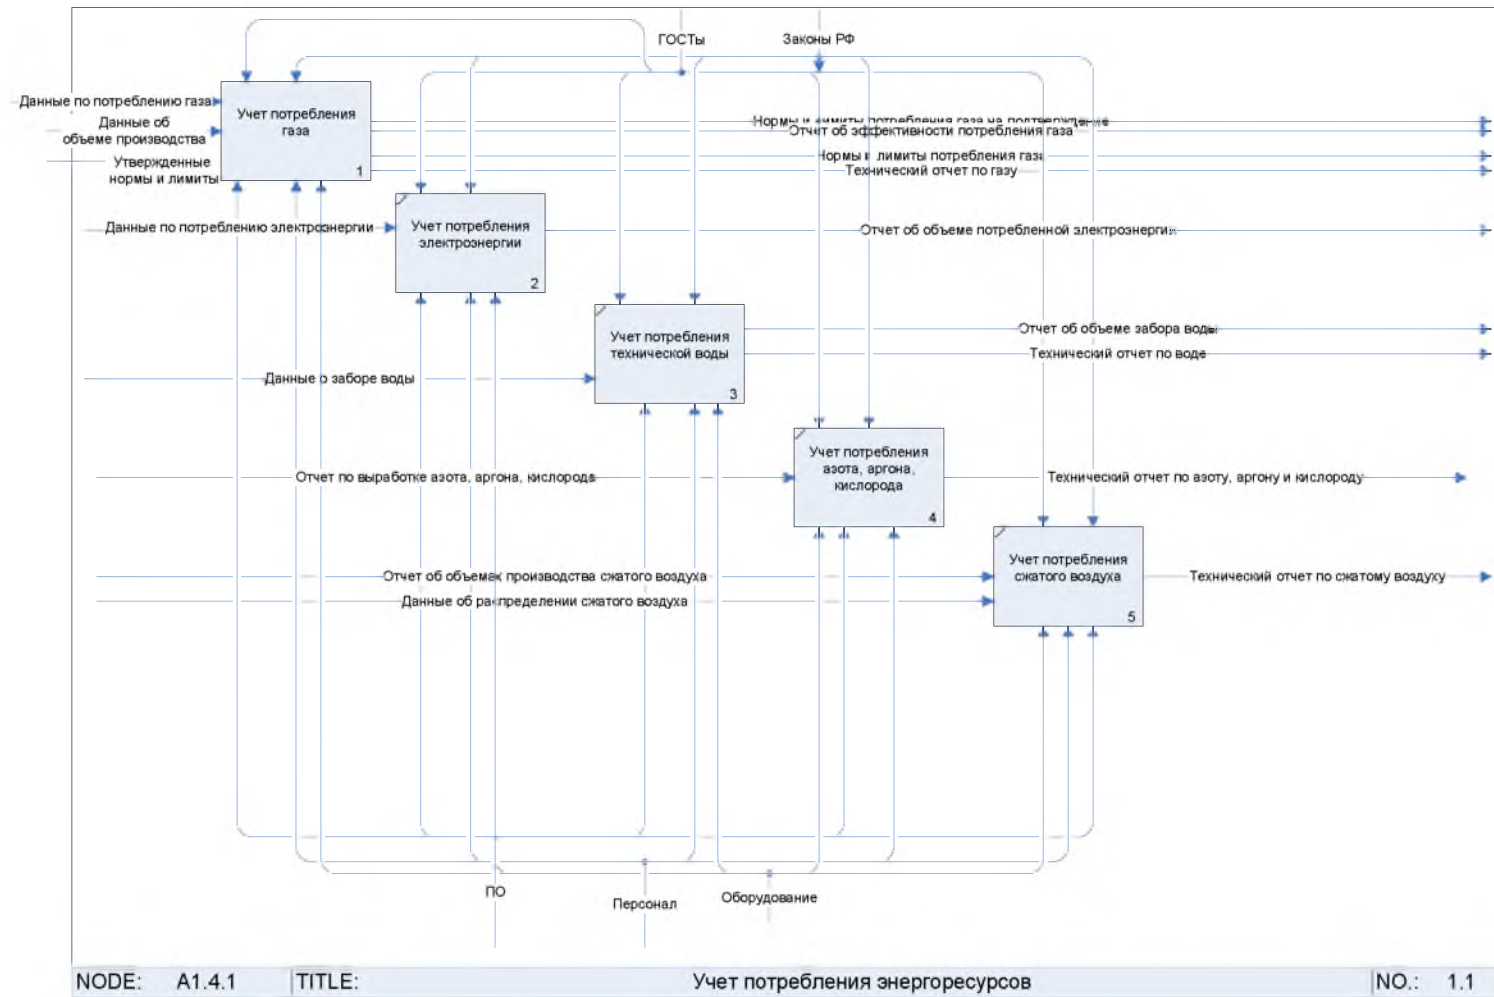 ГОСТы
Законы РФ
Данные по потреблению газа
Данные об
объеме производства
Утвержденные
нормы и лимиты
Учет потребления
газа
1
Нормы и лимиты потребления газа на подтверждение
Отчет об эффективности потребления газа
Нормы и лимиты потребления газа
Технический отчет по газу
Данные по потреблению электроэнергии
Учет потребления
электроэнергии
2
Отчет об объеме потребленной электроэнергии
Учет потребления
технической воды
3
Отчет об объеме забора воды
Технический отчет по воде
Данные о заборе воды
Учет потребления
азота, аргона,
кислорода
4
Отчет по выработке азота, аргона, кислорода
Технический отчет по азоту, аргону и кислороду
Учет потребления
сжатого воздуха
5
Отчет об объемах производства сжатого воздуха
Данные об распределении сжатого воздуха
Технический отчет по сжатому воздуху
ПО
Персонал
Оборудование
NODE: A1.4.1 TITLE: Учет потребления энергоресурсов NO.: 1.1